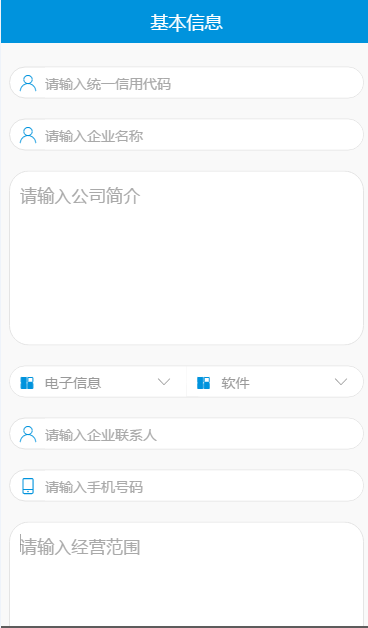 基本信息
请输入统一信用代码
请输入企业名称
请输入公司简介
电子信息 软件
请输入企业联系人
请输入手机号码
请输入经营范围